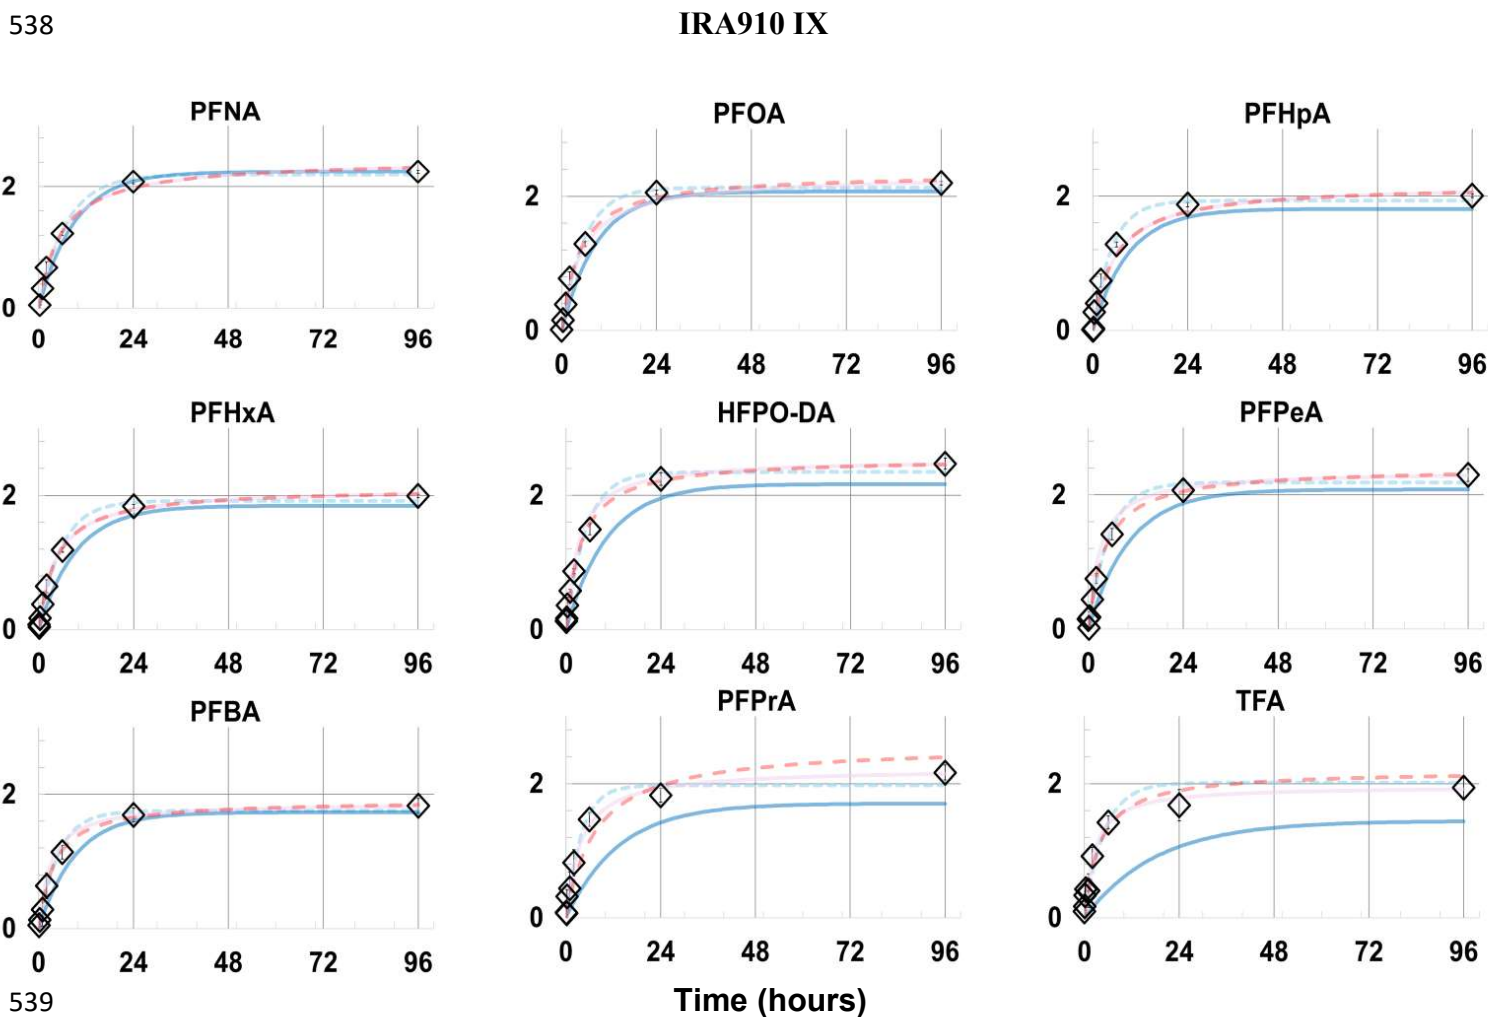 538
IRA910 IX
PFNA PFOA PFHpA
2 2 2
0 0 0
0 24 48 72 96 0 24 48 72 96 0 24 48 72 96
PFHxA HFPO-DA PFPeA
2 2 2
0 0 0
0 24 48 72 96 0 24 48 72 96 0 24 48 72 96
PFBA PFPrA TFA
2 2 2
0 0 0
0 24 48 72 96 0 24 48 72 96 0 24 48 72 96
539 Time (hours)